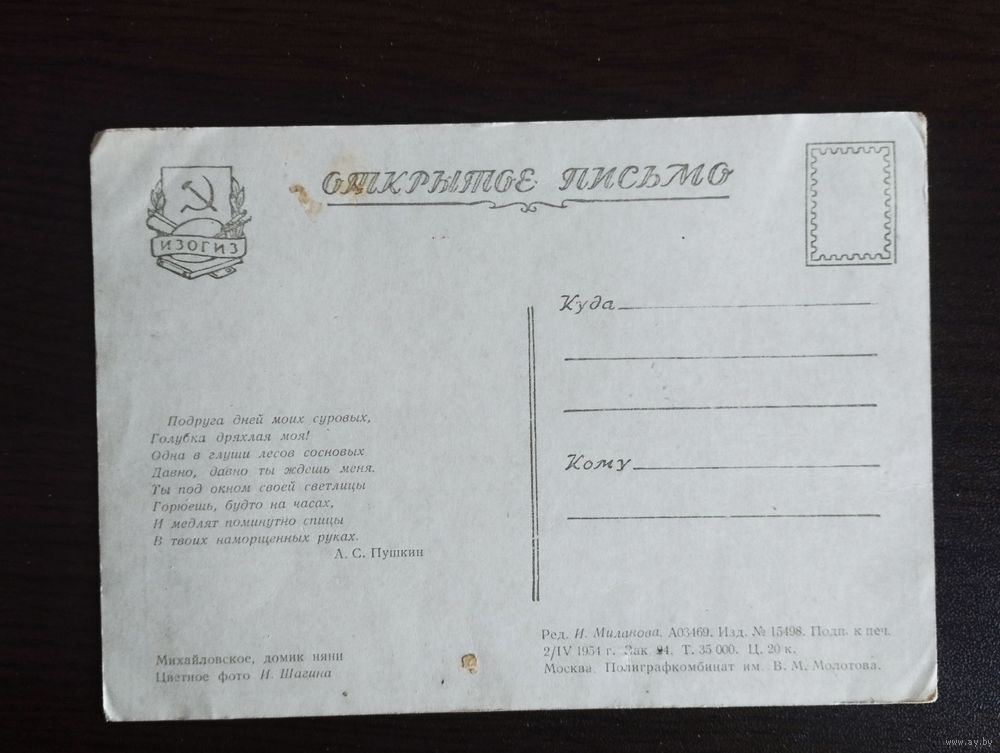 ОТКРЫТОЕ ПИСЬМО
ИЗОГИЗ
Куда
Кому
Подруга дней моих суровых,
Голубка дряхлая моя!
Одна в глуши лесов сосновых
Давно, давно ты ждешь меня.
Ты под окном своей светлицы
Горюешь, будто на часах,
И медлят поминутно спицы
В твоих наморщенных руках.
А. С. Пушкин
Михайловское, домик няни
Цветное фото И. Шагина
Ред. И. Миланова. А03469. Изд. № 15498. Подп. к печ.
2/IV 1954 г. Зак. 94. Т. 35 000. Ц. 20 к.
Москва. Полиграфкомбинат им. В. М. Молотова.
www.ay.by